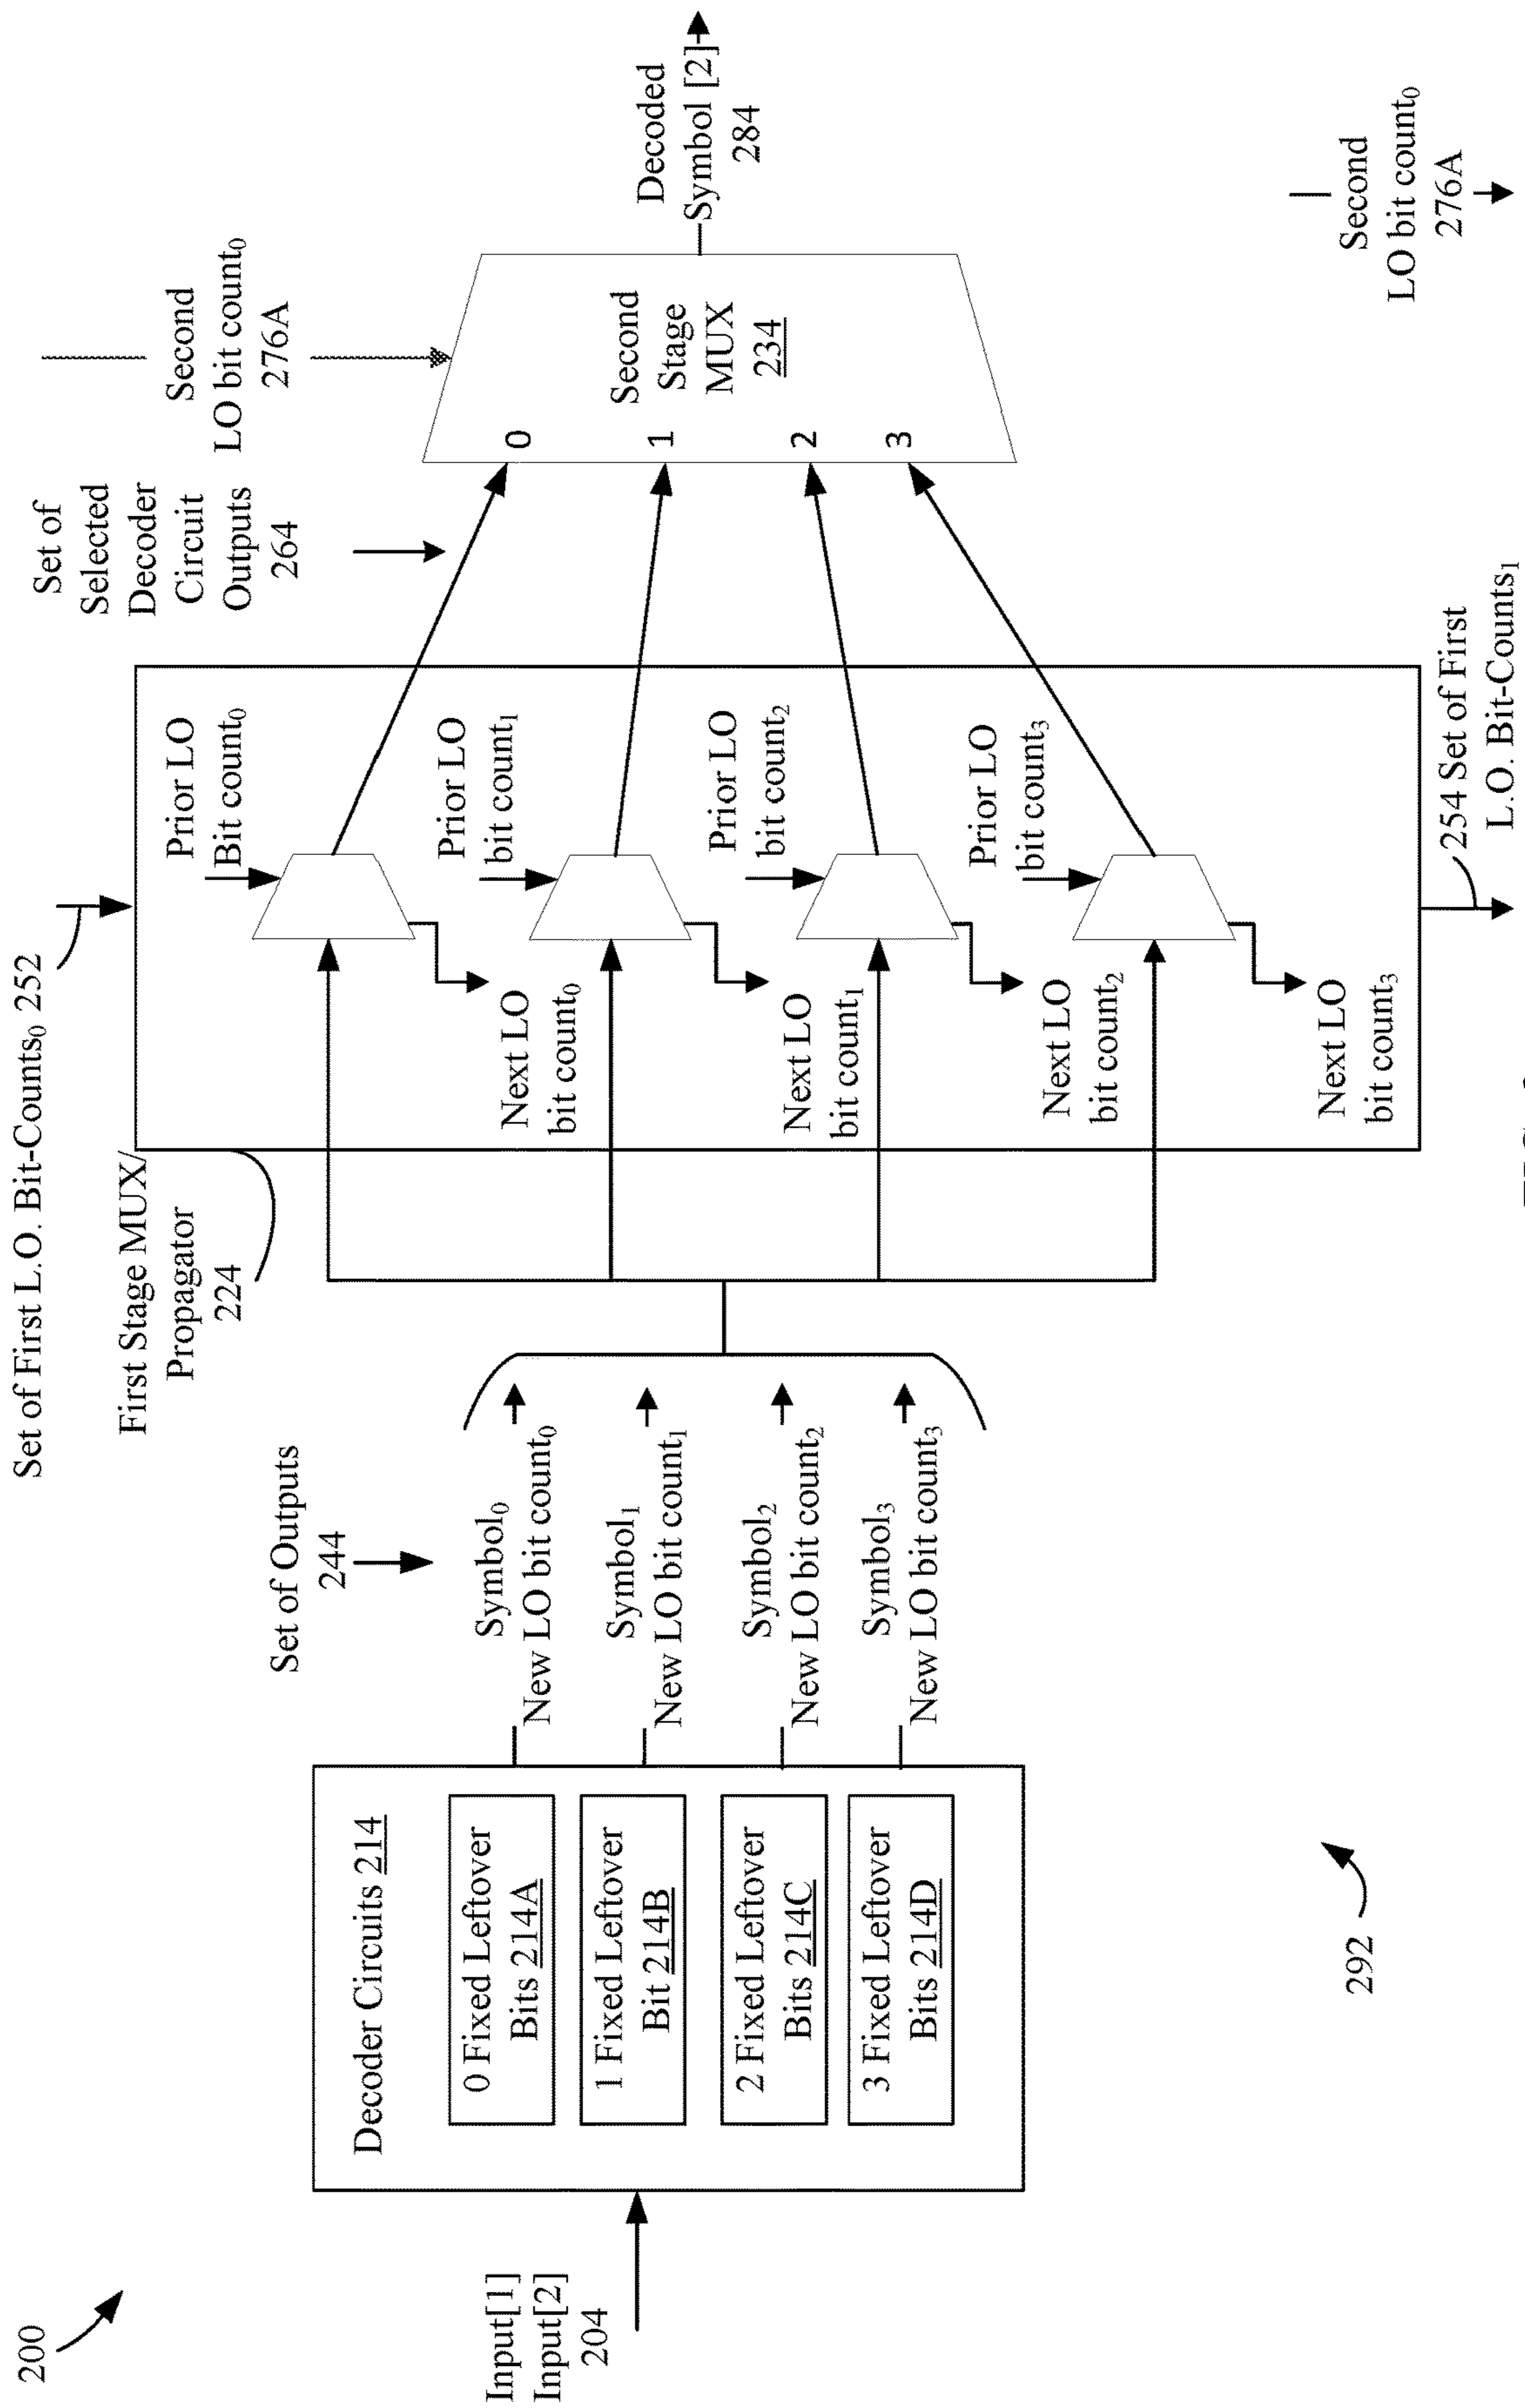 200
Input[1]
Input[2]
204
Decoder Circuits 214
0 Fixed Leftover
Bits 214A
1 Fixed Leftover
Bit 214B
2 Fixed Leftover
Bits 214C
3 Fixed Leftover
Bits 214D
292
Set of Outputs
244
Symbol₀
New LO bit count₀
Symbol₁
New LO bit count₁
Symbol₂
New LO bit count₂
Symbol₃
New LO bit count₃
Set of First L.O. Bit-Counts₀ 252
First Stage MUX/
Propagator
224
Prior LO
Bit count₀
Next LO
bit count₀
Prior LO
bit count₁
Next LO
bit count₁
Prior LO
bit count₂
Next LO
bit count₂
Prior LO
bit count₃
Next LO
bit count₃
254 Set of First
L.O. Bit-Counts₁
Set of
Selected
Decoder
Circuit
Outputs
264
Second
LO bit count₀
276A
0
1
2
3
Second
Stage
MUX
234
Decoded
Symbol [2]
284
Second
LO bit count₀
276A